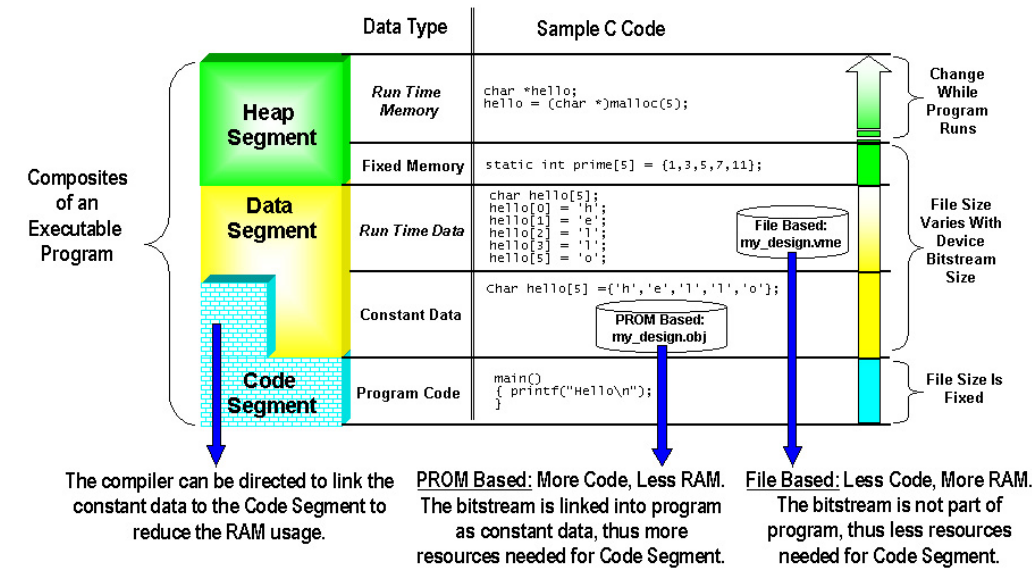 Data Type
Sample C Code
Composites
of an
Executable
Program
Heap
Segment
Run Time
Memory
char *hello;
hello = (char *)malloc(5);
Change
While
Program
Runs
Fixed Memory
static int prime[5] = {1,3,5,7,11};
Data
Segment
Run Time Data
char hello[5];
hello[0] = 'h';
hello[1] = 'e';
hello[2] = 'l';
hello[3] = 'l';
hello[5] = 'o';
File Based:
my_design.vme
File Size
Varies With
Device
Bitstream
Size
Constant Data
Char hello[5] ={'h','e','l','l','o'};
PROM Based:
my_design.obj
Code
Segment
Program Code
main()
{ printf("Hello\n");
}
File Size Is
Fixed
The compiler can be directed to link the
constant data to the Code Segment to
reduce the RAM usage.
PROM Based: More Code, Less RAM.
The bitstream is linked into program
as constant data, thus more
resources needed for Code Segment.
File Based: Less Code, More RAM.
The bitstream is not part of
program, thus less resources
needed for Code Segment.